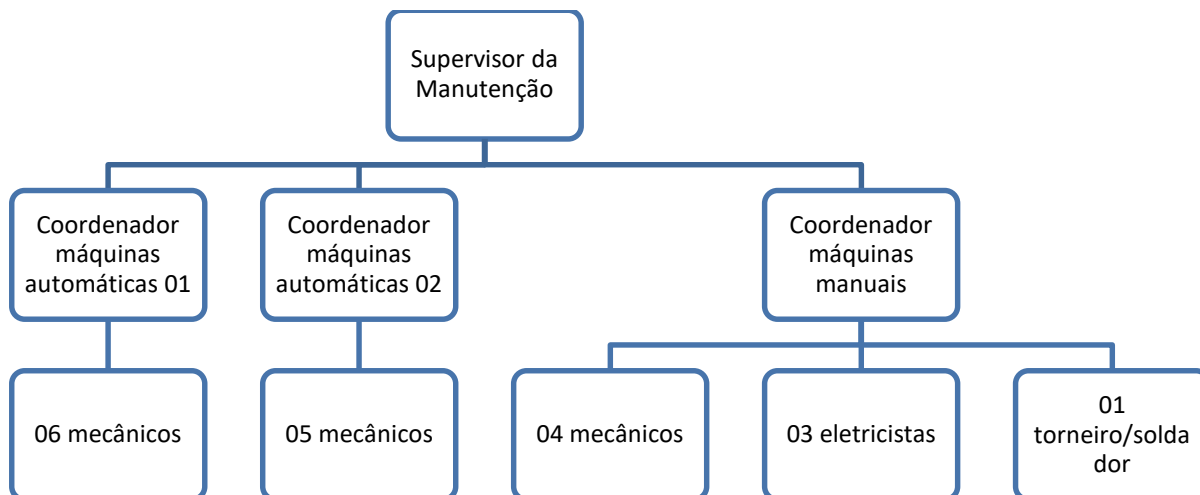 Supervisor da
Manutenção
Coordenador
máquinas
automáticas 01
Coordenador
máquinas
automáticas 02
Coordenador
máquinas
manuais
06 mecânicos
05 mecânicos
04 mecânicos
03 eletricistas
01
torneiro/solda
dor